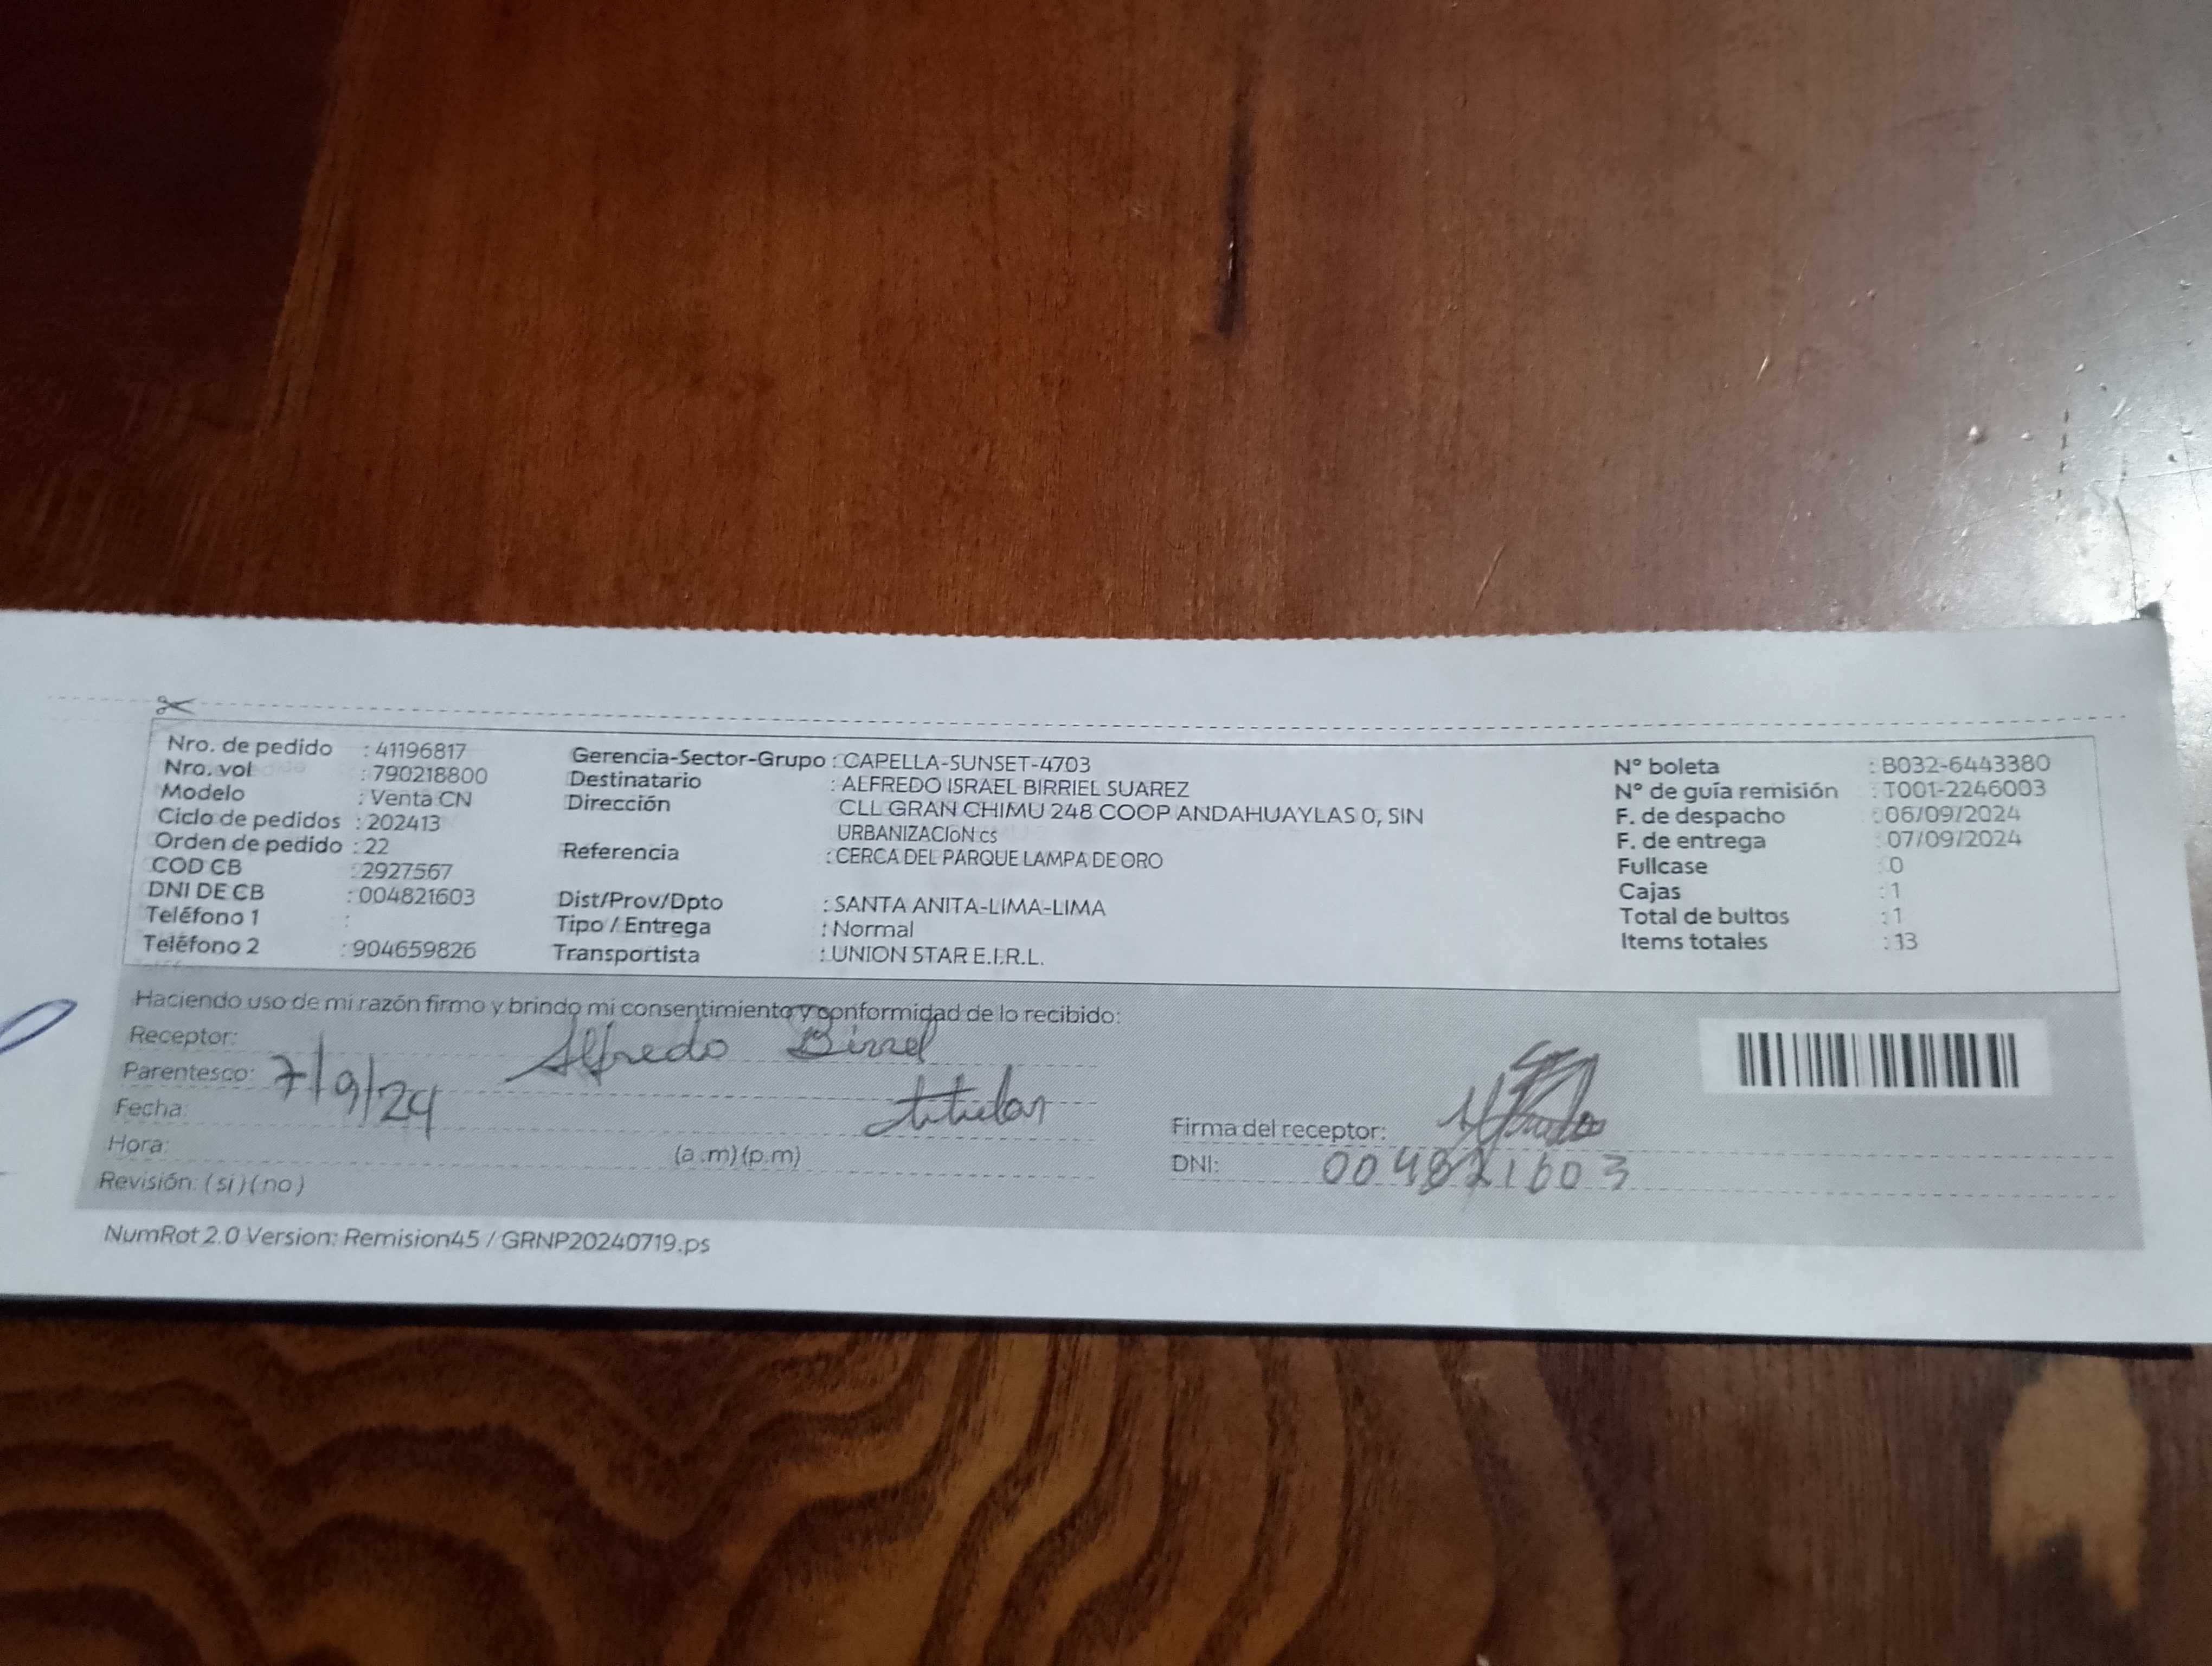 Nro. de pedido : 41196817
Nro. vol : 790218800
Modelo : Venta CN
Ciclo de pedidos : 202413
Orden de pedido : 22
COD CB : 2927567
DNI DE CB : 004821603
Teléfono 1 :
Teléfono 2 : 904659826
Gerencia-Sector-Grupo : CAPELLA-SUNSET-4703
Destinatario : ALFREDO ISRAEL BIRRIEL SUAREZ
Dirección CLL GRAN CHIMU 248 COOP ANDAHUAYLAS 0, SIN
URBANIZACIóN cs
Referencia : CERCA DEL PARQUE LAMPA DE ORO
Dist/Prov/Dpto : SANTA ANITA-LIMA-LIMA
Tipo / Entrega : Normal
Transportista : UNION STAR E.I.R.L.
N° boleta : B032-6443380
N° de guía remisión : T001-2246003
F. de despacho : 06/09/2024
F. de entrega : 07/09/2024
Fullcase : 0
Cajas : 1
Total de bultos : 1
Items totales : 13
Haciendo uso de mi razón firmo y brindo mi consentimiento y conformidad de lo recibido:
Receptor: Alfredo Birriel
Parentesco: titular
Fecha: 7/9/24
Hora: (a.m)(p.m)
Revisión: (si)(no)
Firma del receptor:
DNI: 004821603
NumRot 2.0 Version: Remision45 / GRNP20240719.ps